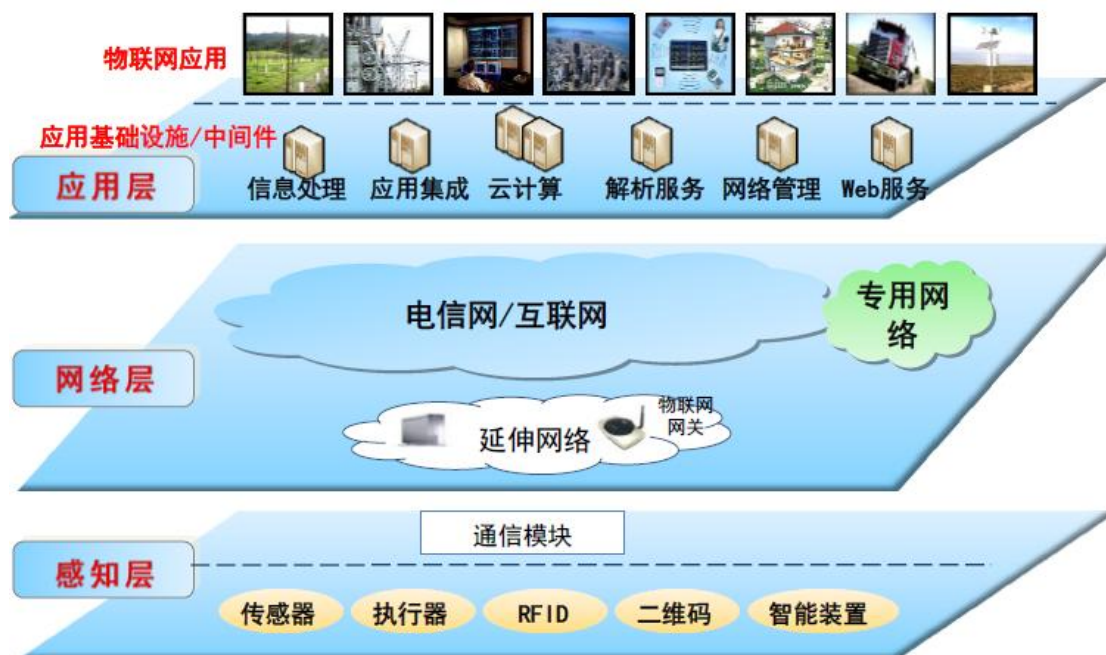 物联网应用
应用基础设施/中间件
应用层
信息处理
应用集成
云计算
解析服务
网络管理
Web服务
电信网/互联网
专用网
络
网络层
物联网
网关
延伸网络
通信模块
感知层
传感器
执行器
RFID
二维码
智能装置